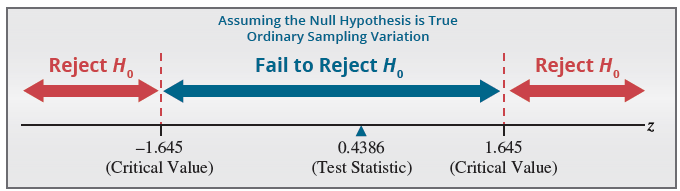 Assuming the Null Hypothesis is True
Ordinary Sampling Variation
Reject H₀ Fail to Reject H₀ Reject H₀
z
–1.645 0.4386 1.645
(Critical Value) (Test Statistic) (Critical Value)